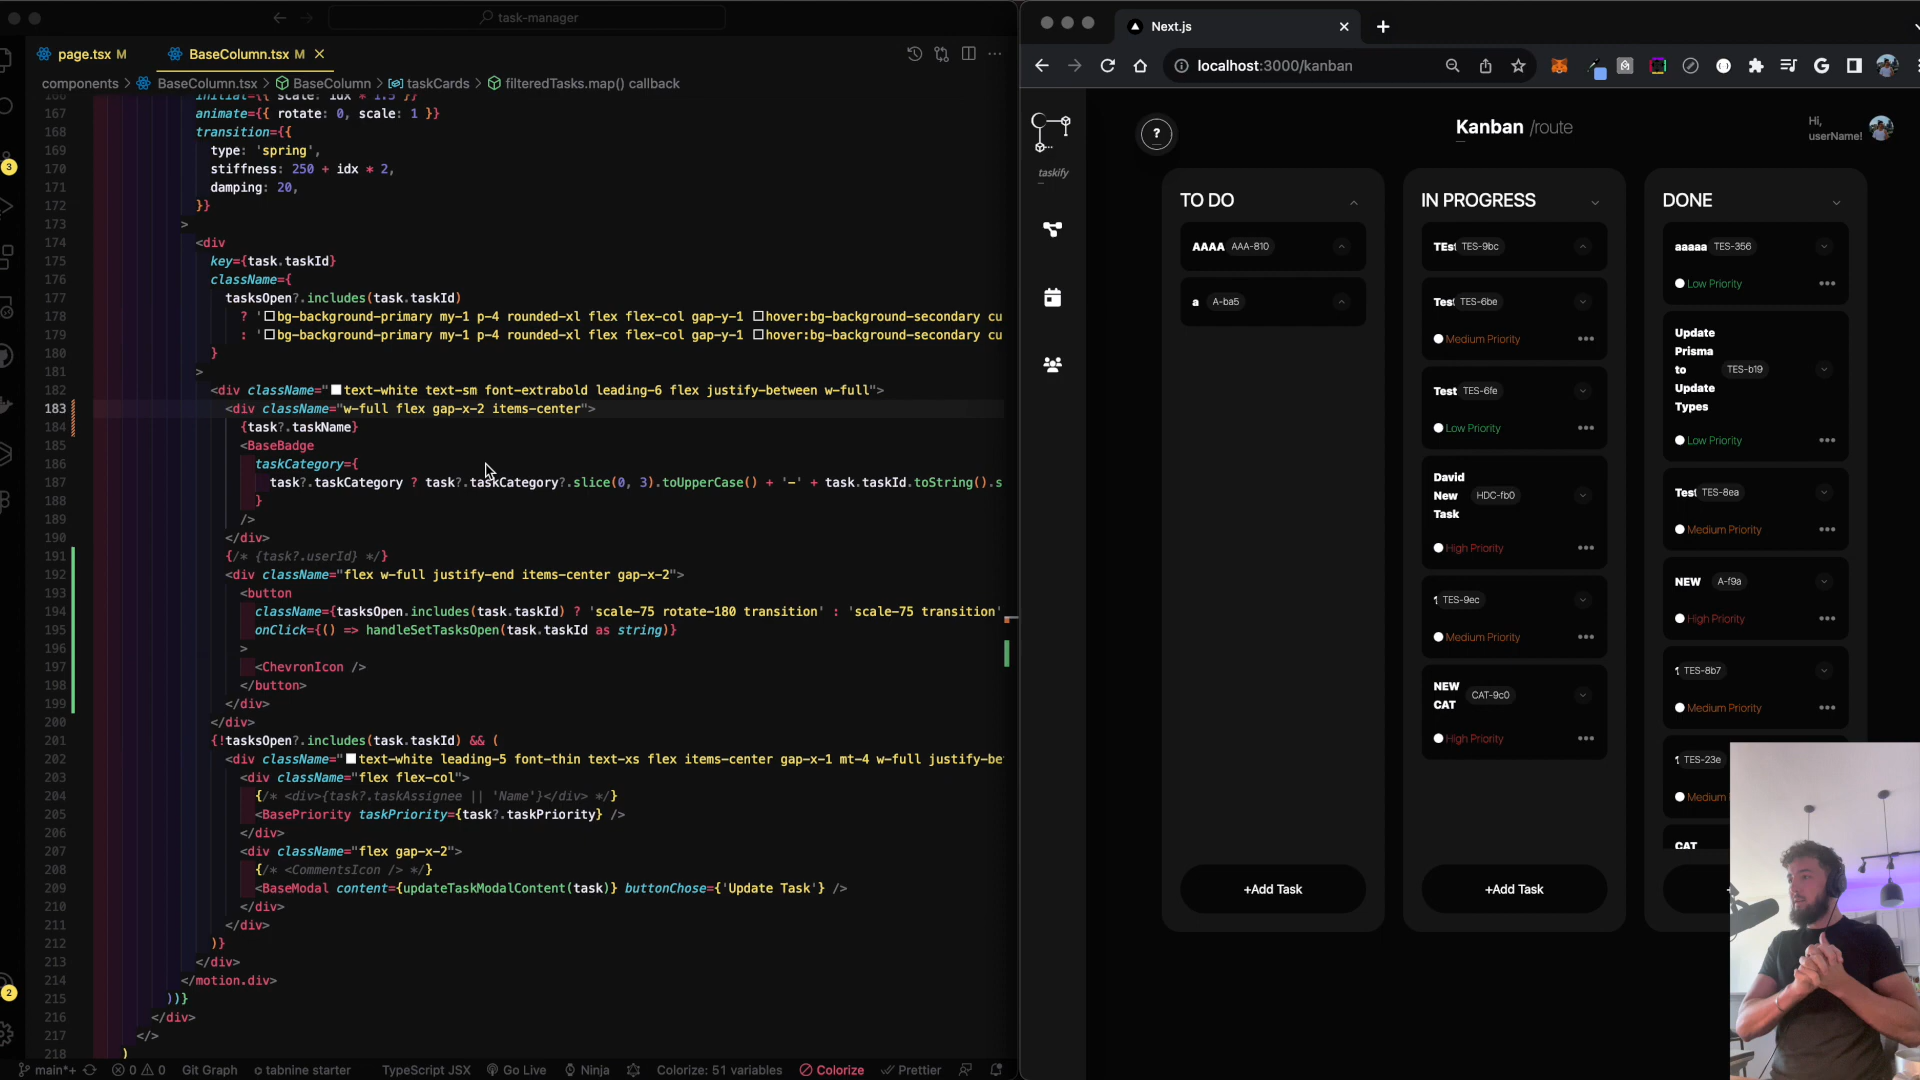 task-manager
page.tsx M
BaseColumn.tsx M
components > BaseColumn.tsx > BaseColumn > taskCards > filteredTasks.map() callback
167 animate={{ rotate: 0, scale: 1 }}
168 transition={{
169 type: 'spring',
170 stiffness: 250 + idx * 2,
171 damping: 20,
172 }}
173 >
174 <div
175 key={task.taskId}
176 className={
177 tasksOpen?.includes(task.taskId)
178 ? 'bg-background-primary my-1 p-4 rounded-xl flex flex-col gap-y-1 hover:bg-background-secondary cu
179 : 'bg-background-primary my-1 p-4 rounded-xl flex flex-col gap-y-1 hover:bg-background-secondary cu
180 }
181 >
182 <div className="text-white text-sm font-extrabold leading-6 flex justify-between w-full">
183 <div className="w-full flex gap-x-2 items-center">
184 {task?.taskName}
185 <BaseBadge
186 taskCategory={
187 task?.taskCategory ? task?.taskCategory?.slice(0, 3).toUpperCase() + '-' + task.taskId.toString().s
188 }
189 />
190 </div>
191 {/* {task?.userId} */}
192 <div className="flex w-full justify-end items-center gap-x-2">
193 <button
194 className={tasksOpen.includes(task.taskId) ? 'scale-75 rotate-180 transition' : 'scale-75 transition'
195 onClick={() => handleSetTasksOpen(task.taskId as string)}
196 >
197 <ChevronIcon />
198 </button>
199 </div>
200 </div>
201 {!tasksOpen?.includes(task.taskId) && (
202 <div className="text-white leading-5 font-thin text-xs flex items-center gap-x-1 mt-4 w-full justify-be
203 <div className="flex flex-col">
204 {/* <div>{task?.taskAssignee || 'Name'}</div> */}
205 <BasePriority taskPriority={task?.taskPriority} />
206 </div>
207 <div className="flex gap-x-2">
208 {/* <CommentsIcon /> */}
209 <BaseModal content={updateTaskModalContent(task)} buttonChose={'Update Task'} />
210 </div>
211 </div>
212 )}
213 </div>
214 </motion.div>
215 ))}
216 </div>
217 </>
218 )
3
2
main*+ 0 0 Git Graph tabnine starter TypeScript JSX Go Live Ninja Colorize: 51 variables Colorize Prettier
Next.js
localhost:3000/kanban
taskify
?
Kanban /route
Hi,
userName!
TO DO
AAAA AAA-810
a A-ba5
+Add Task
IN PROGRESS
TEst TES-9bc
Test TES-6be
Medium Priority
Test TES-6fe
Low Priority
David
New
Task
HDC-fb0
High Priority
TES-9ec
Medium Priority
NEW
CAT
CAT-9c0
High Priority
+Add Task
DONE
aaaaa TES-356
Low Priority
Update
Prisma
to
Update
Types
TES-b19
Low Priority
Test TES-8ea
Medium Priority
NEW A-f9a
High Priority
TES-8b7
Medium Priority
TES-23e
Medium
CAT